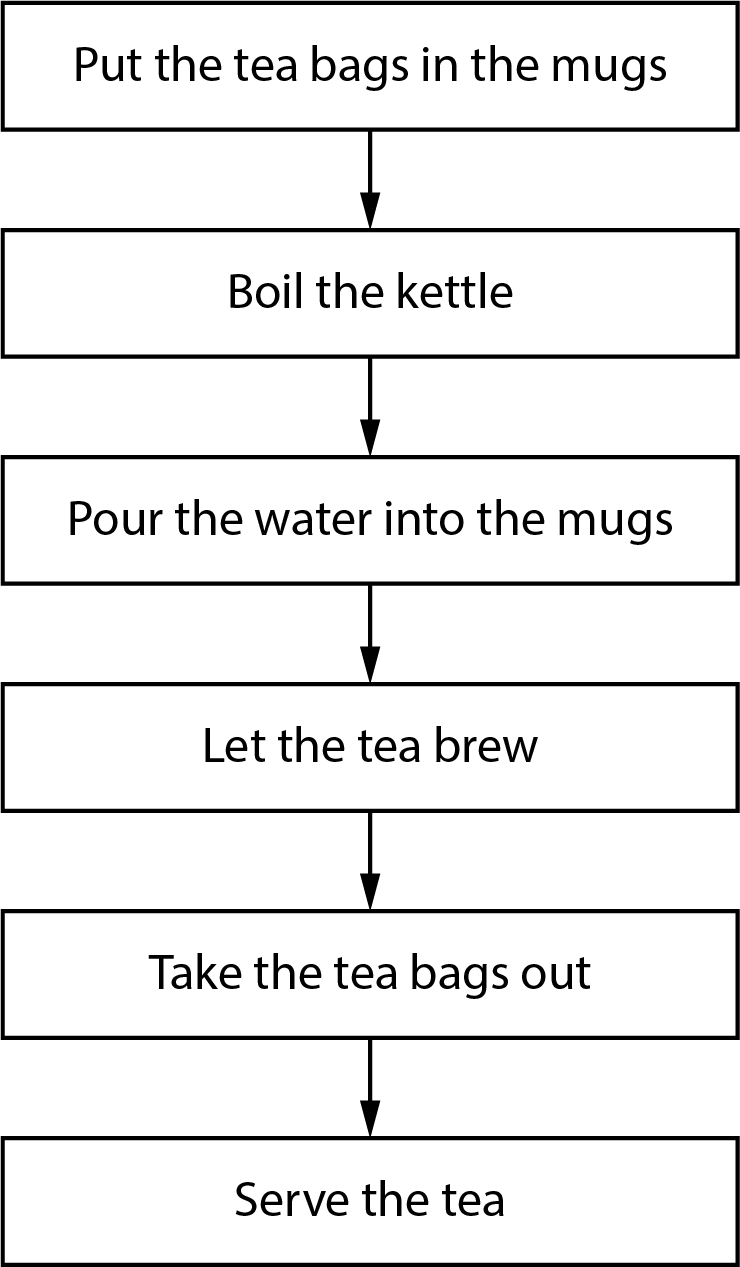 Put the tea bags in the mugs
Boil the kettle
Pour the water into the mugs
Let the tea brew
Take the tea bags out
Serve the tea